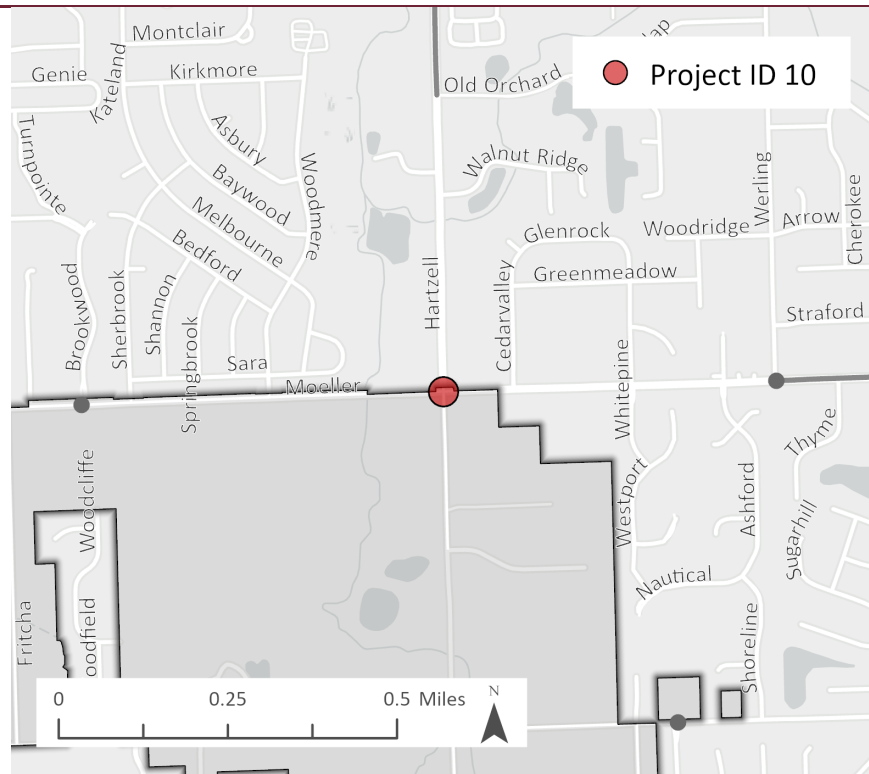 Montclair
Project ID 10
Genie
Kirkmore
Kateland
Old Orchard
Turnpointe
Asbury
Walnut Ridge
Woodmere
Baywood
Werling
Melbourne
Arrow
Cherokee
Bedford
Glenrock
Woodridge
Greenmeadow
Hartzell
Cedarvalley
Brookwood
Sherbrook
Shannon
Springbrook
Straford
Sara
Moeller
Whitepine
Thyme
Woodcliffe
Westport
Ashford
Sugarhill
Nautical
Fritcha
oodfield
Shoreline
0 0.25 0.5 Miles
N